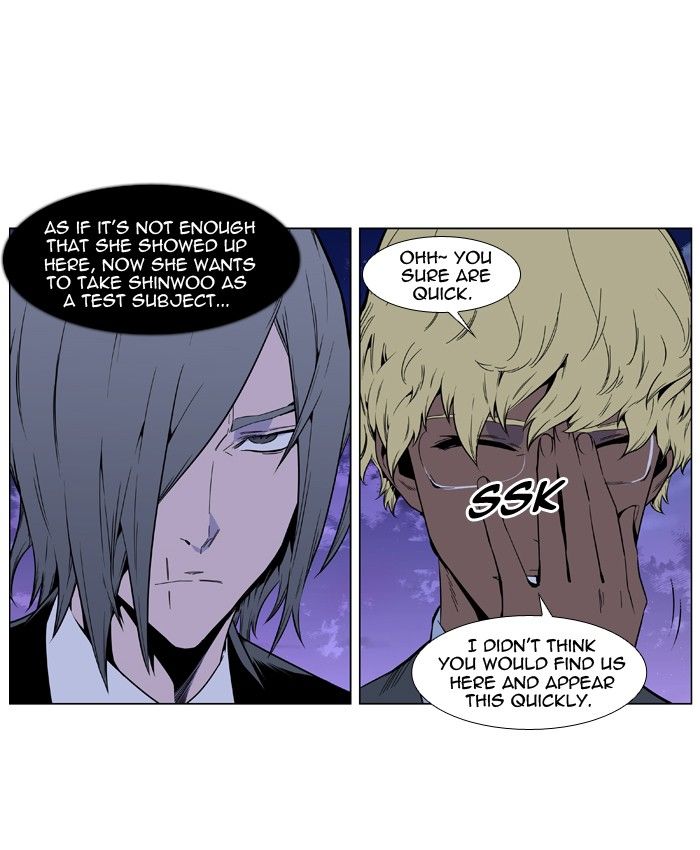 AS IF IT'S NOT ENOUGH
THAT SHE SHOWED UP
HERE, NOW SHE WANTS
TO TAKE SHINWOO AS
A TEST SUBJECT...
OHH~ YOU
SURE ARE
QUICK.
SSK
I DIDN'T THINK
YOU WOULD FIND US
HERE AND APPEAR
THIS QUICKLY.